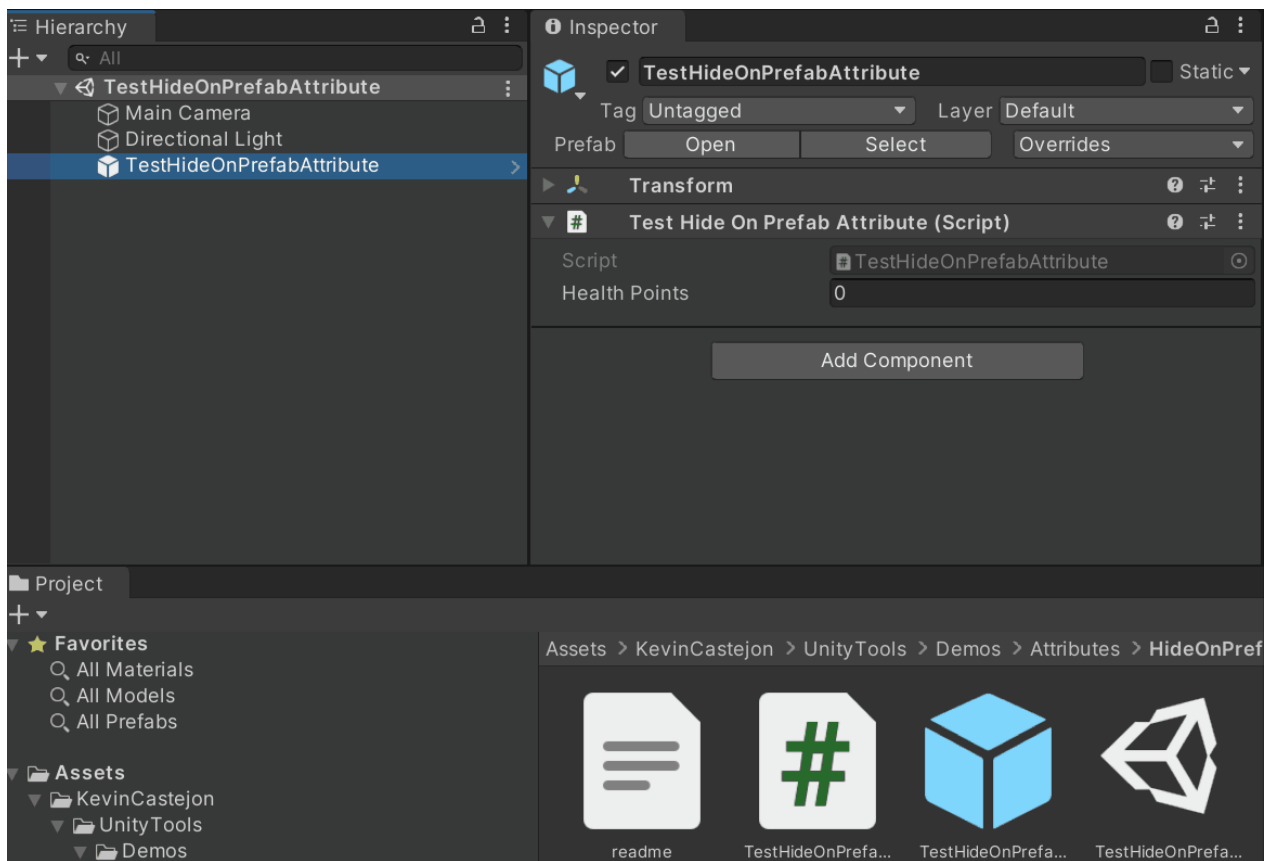 Hierarchy
All
TestHideOnPrefabAttribute
Main Camera
Directional Light
TestHideOnPrefabAttribute
Inspector
TestHideOnPrefabAttribute
Static
Tag Untagged Layer Default
Prefab Open Select Overrides
Transform
# Test Hide On Prefab Attribute (Script)
Script # TestHideOnPrefabAttribute
Health Points 0
Add Component
Project
Favorites
All Materials
All Models
All Prefabs
Assets
KevinCastejon
UnityTools
Demos
Assets > KevinCastejon > UnityTools > Demos > Attributes > HideOnPref
#
readme TestHideOnPrefa... TestHideOnPrefa... TestHideOnPrefa...